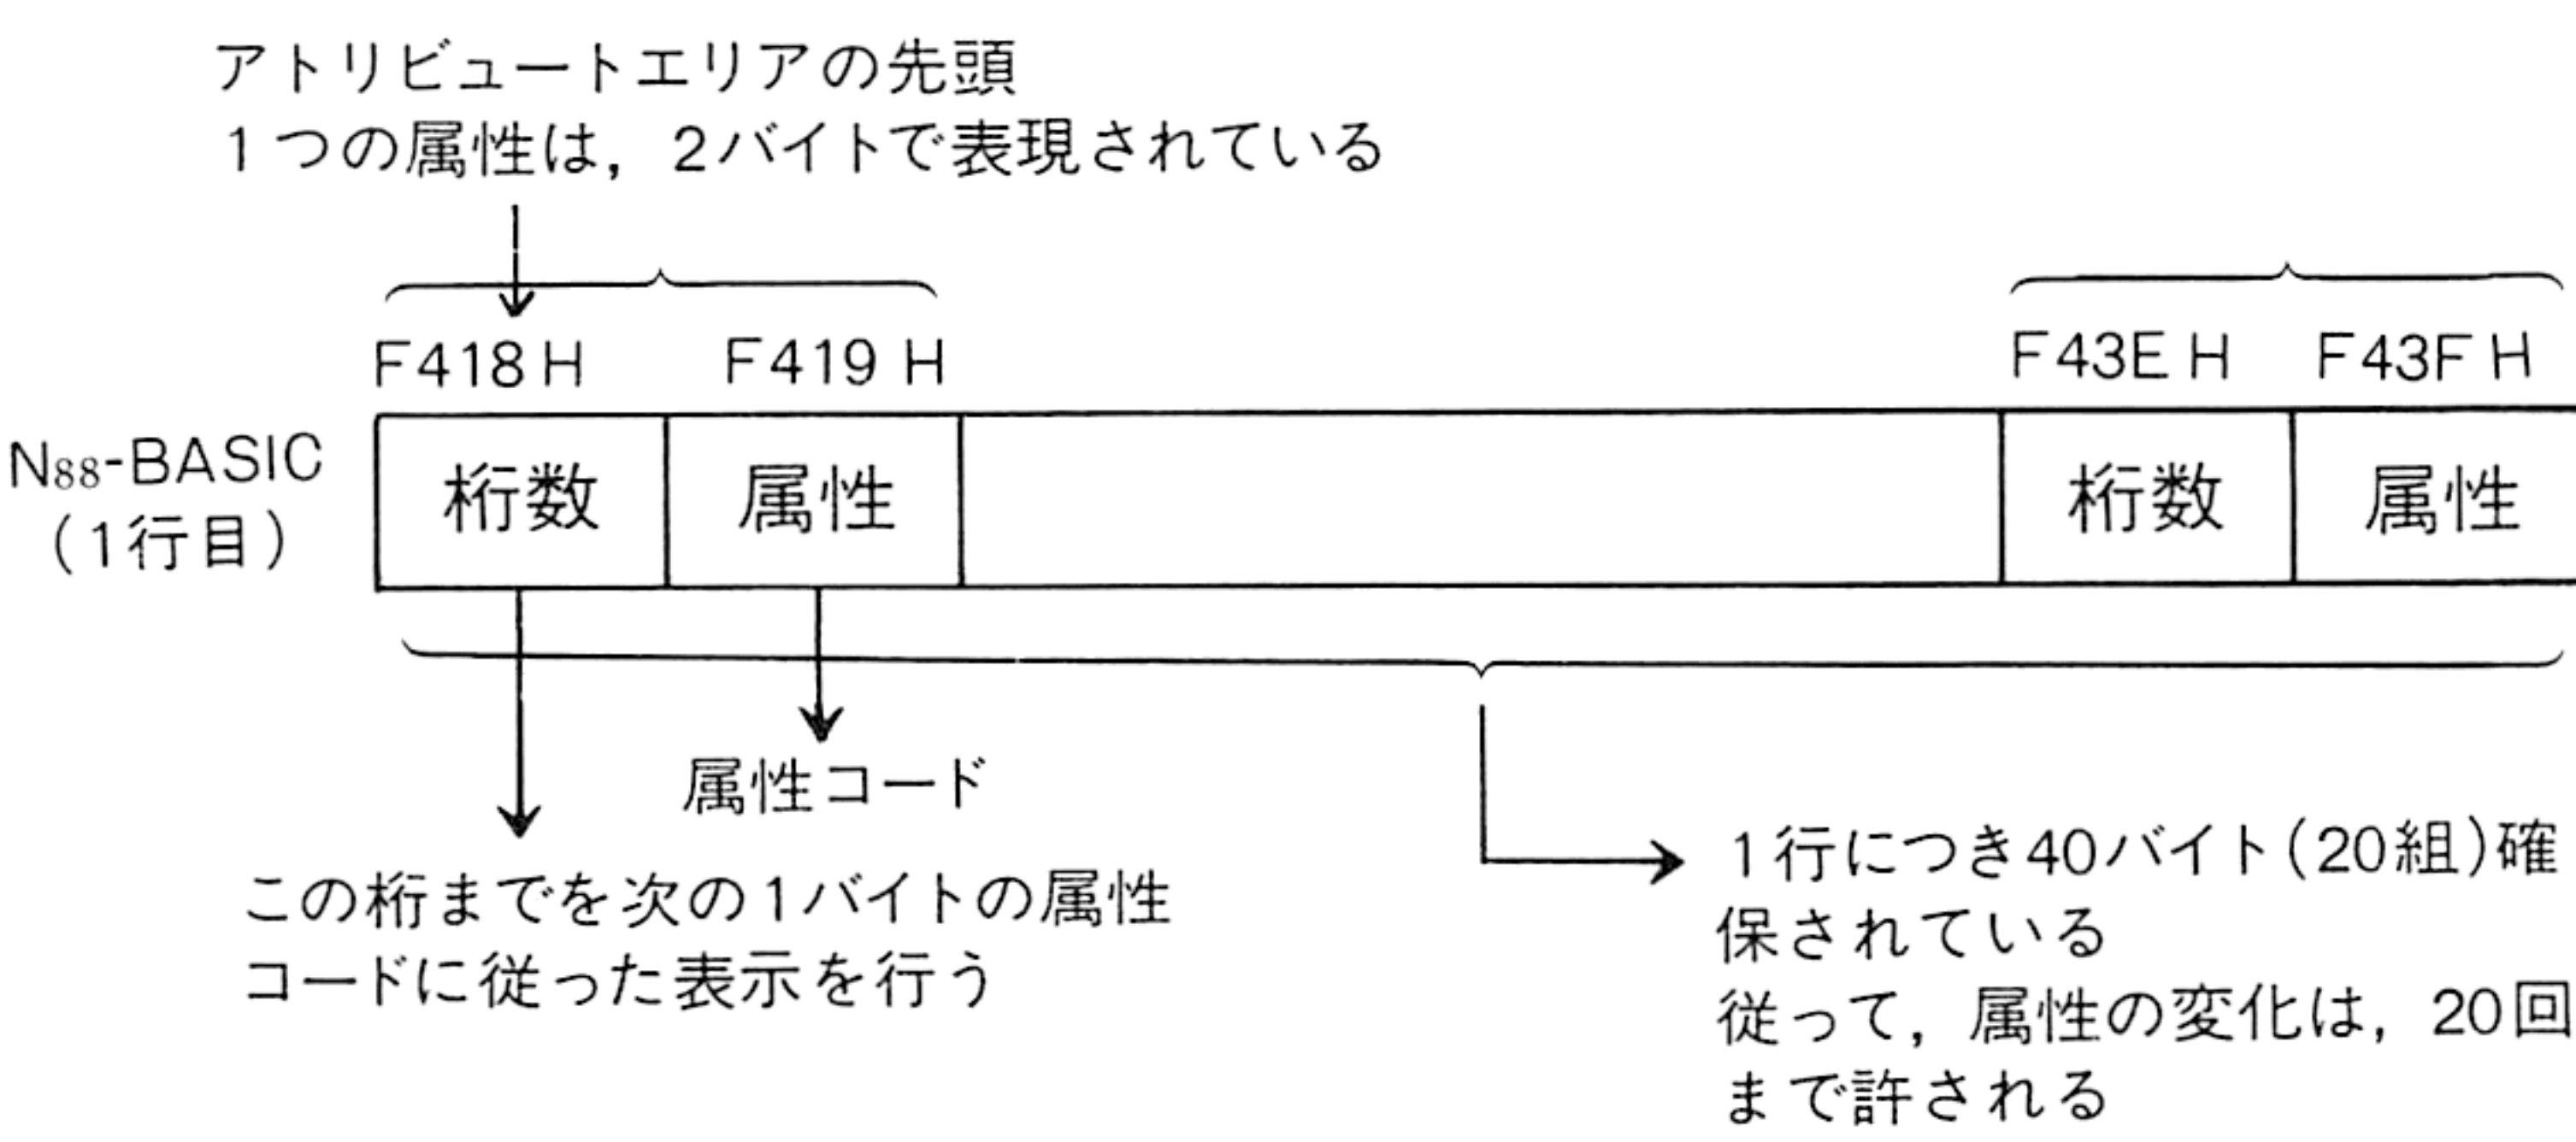 アトリビュートエリアの先頭
1つの属性は，2バイトで表現されている
F418H F419H F43EH F43FH
N88-BASIC
(1行目)
桁数 属性 桁数 属性
属性コード
この桁までを次の1バイトの属性
コードに従った表示を行う
1行につき40バイト(20組)確
保されている
従って，属性の変化は，20回
まで許される